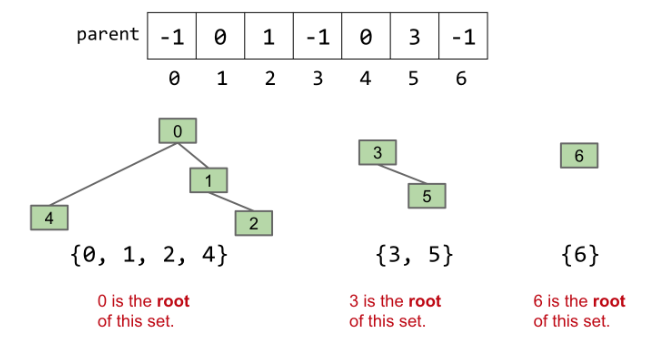 parent -1 0 1 -1 0 3 -1
0 1 2 3 4 5 6
0
3
6
1
5
4
2
{0, 1, 2, 4} {3, 5} {6}
0 is the root
of this set.
3 is the root
of this set.
6 is the root
of this set.